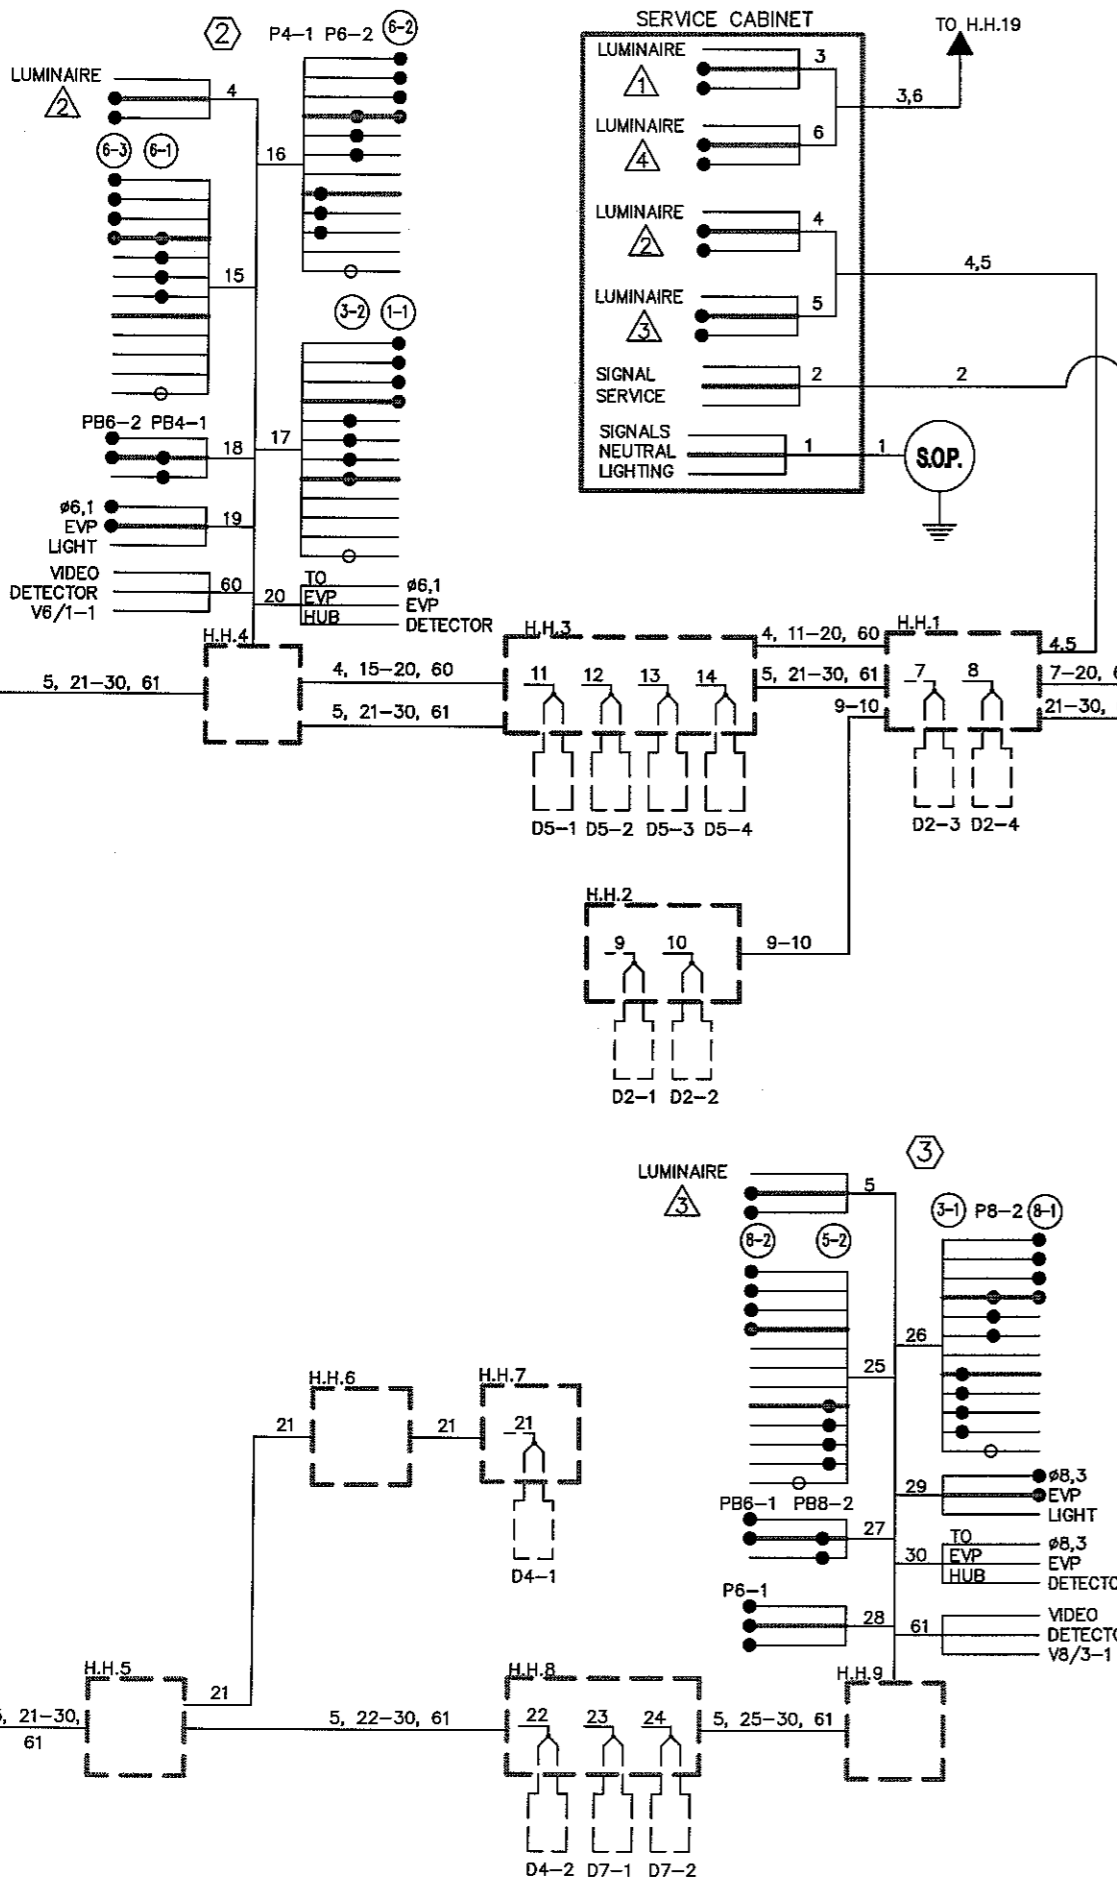 2
P4-1 P6-2 6-2
LUMINAIRE
2
4
6-3 6-1
16
15
3-2 1-1
PB6-2 PB4-1
18
17
ø6,1
EVP
LIGHT
19
VIDEO
DETECTOR
V6/1-1
60
20
TO
EVP
HUB
ø6,1
EVP
DETECTOR
SERVICE CABINET
TO H.H.19
LUMINAIRE
1
3
3,6
LUMINAIRE
4
6
LUMINAIRE
2
4
4,5
LUMINAIRE
3
5
SIGNAL
SERVICE
2
2
SIGNALS
NEUTRAL
LIGHTING
1
1
S.O.P.
H.H.4
5, 21-30, 61
4, 15-20, 60
5, 21-30, 61
H.H.3
11 12 13 14
D5-1 D5-2 D5-3 D5-4
4, 11-20, 60
5, 21-30, 61
9-10
H.H.1
7 8
D2-3 D2-4
4,5
7-20, 6
21-30,
H.H.2
9 10
9-10
D2-1 D2-2
3
LUMINAIRE
3
5
8-2 5-2
3-1 P8-2 8-1
26
25
PB6-1 PB8-2
27
29
ø8,3
EVP
LIGHT
30
TO
EVP
HUB
ø8,3
EVP
DETECTO
P6-1
28
61
VIDEO
DETECTO
V8/3-1
H.H.6
21
21
H.H.7
21
D4-1
H.H.5
21
5, 21-30,
61
5, 22-30, 61
H.H.8
22 23 24
D4-2 D7-1 D7-2
5, 25-30, 61
H.H.9